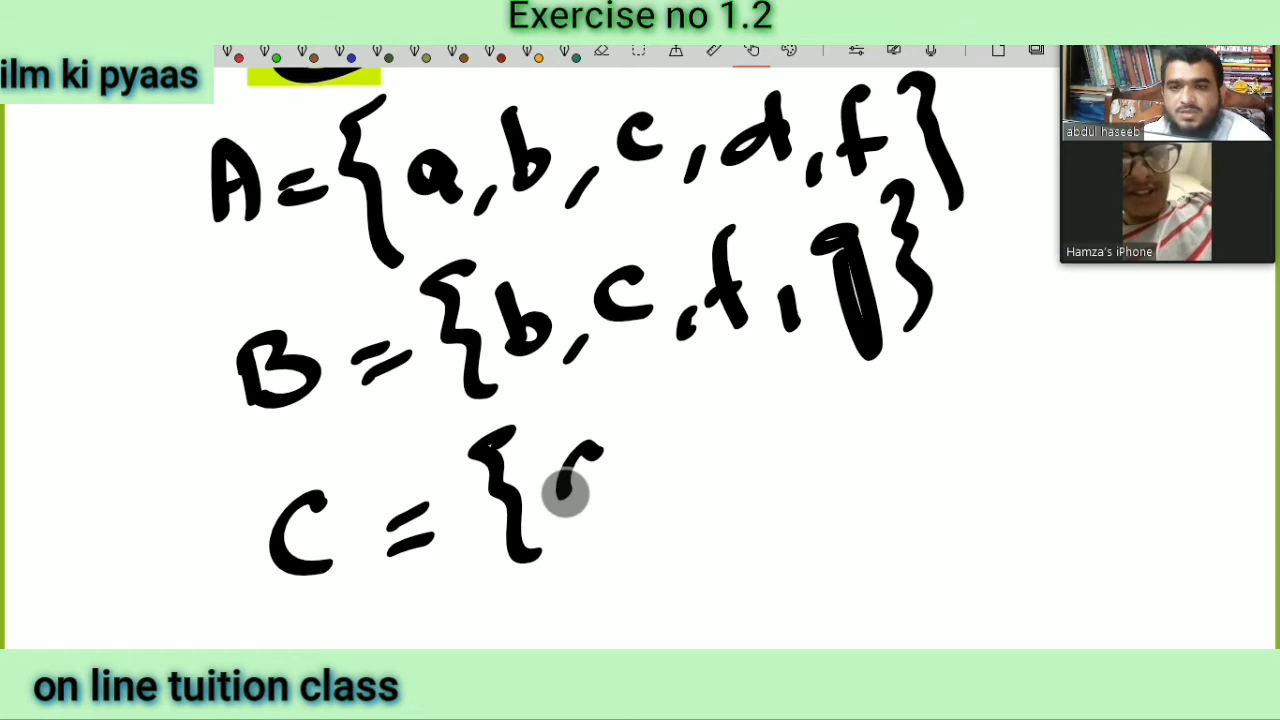 Exercise no 1.2
ilm ki pyaas
A={a,b,c,d,f}
abdul haseeb
Hamza's iPhone
B={b,c,f, }
C={
on line tuition class